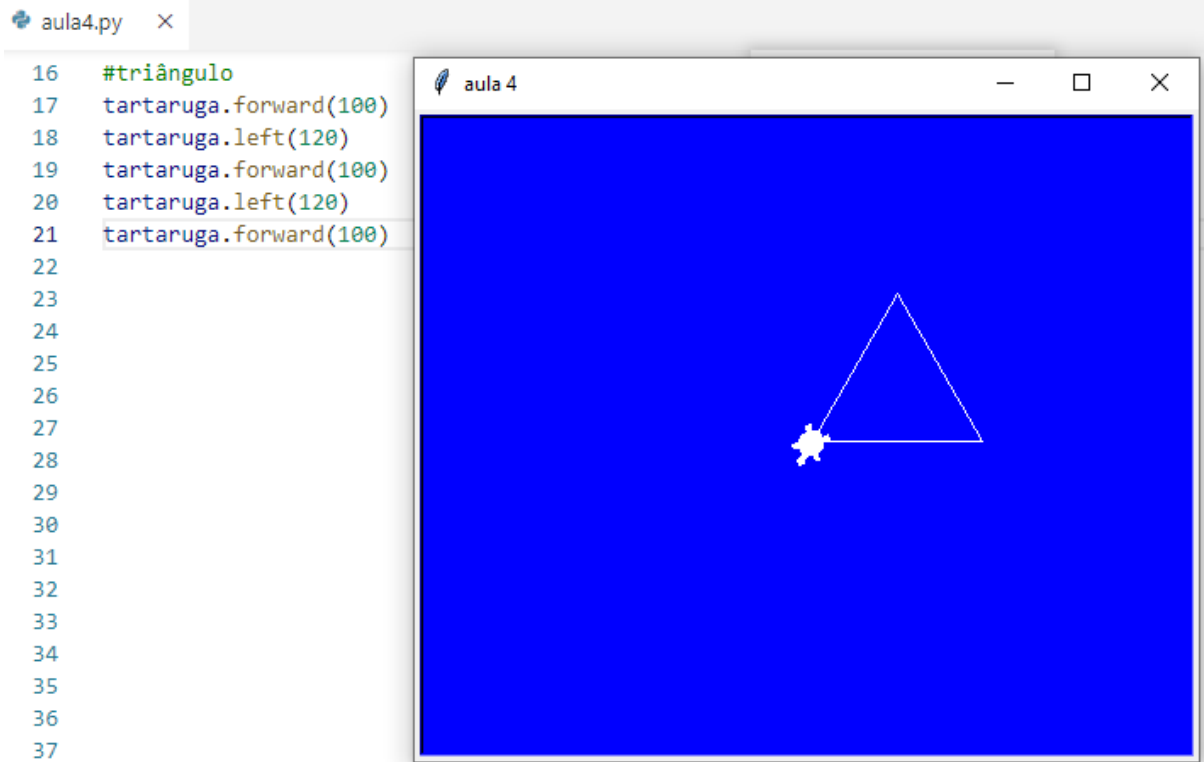 aula4.py
16 #triângulo
17 tartaruga.forward(100)
18 tartaruga.left(120)
19 tartaruga.forward(100)
20 tartaruga.left(120)
21 tartaruga.forward(100)
22
23
24
25
26
27
28
29
30
31
32
33
34
35
36
37
aula 4